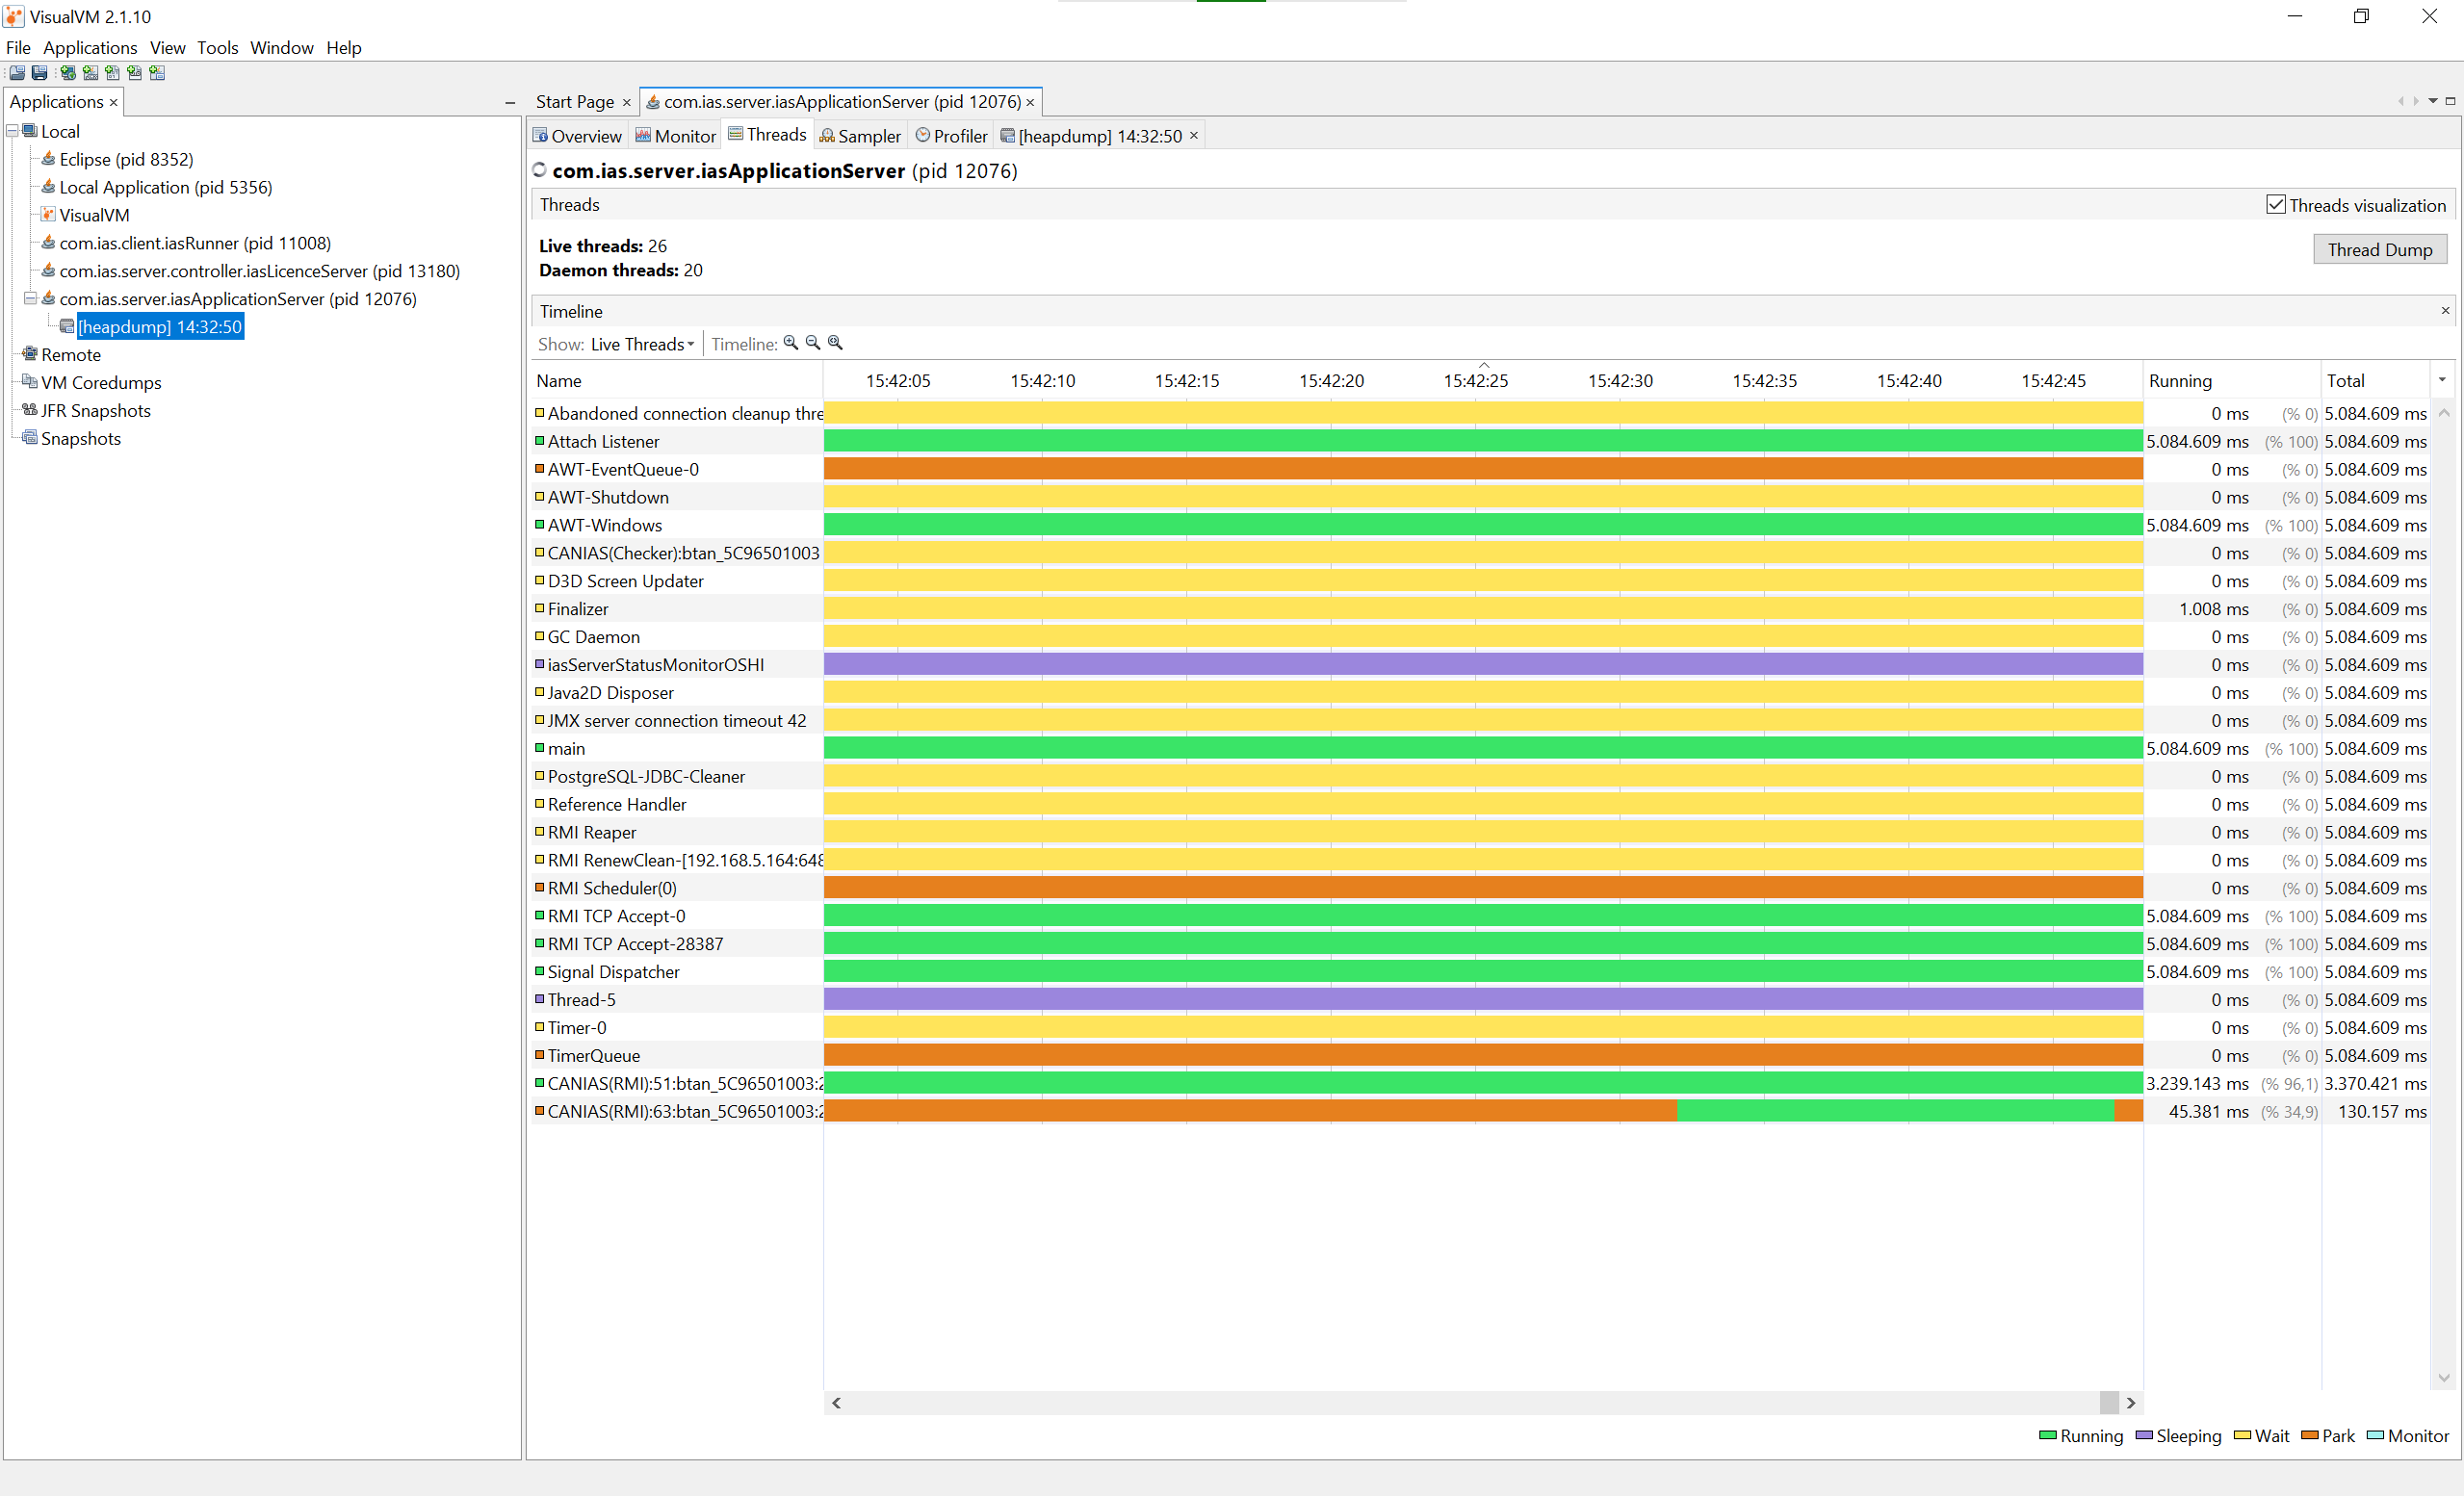 VisualVM 2.1.10
File Applications View Tools Window Help
Applications
Start Page
com.ias.server.iasApplicationServer (pid 12076)
Local
Eclipse (pid 8352)
Local Application (pid 5356)
VisualVM
com.ias.client.iasRunner (pid 11008)
com.ias.server.controller.iasLicenceServer (pid 13180)
com.ias.server.iasApplicationServer (pid 12076)
[heapdump] 14:32:50
Remote
VM Coredumps
JFR Snapshots
Snapshots
Overview Monitor Threads Sampler Profiler [heapdump] 14:32:50
com.ias.server.iasApplicationServer (pid 12076)
Threads Threads visualization
Live threads: 26
Daemon threads: 20
Thread Dump
Timeline
Show: Live Threads Timeline:
Name 15:42:05 15:42:10 15:42:15 15:42:20 15:42:25 15:42:30 15:42:35 15:42:40 15:42:45 Running Total
Abandoned connection cleanup thre 0 ms (% 0) 5.084.609 ms
Attach Listener 5.084.609 ms (% 100) 5.084.609 ms
AWT-EventQueue-0 0 ms (% 0) 5.084.609 ms
AWT-Shutdown 0 ms (% 0) 5.084.609 ms
AWT-Windows 5.084.609 ms (% 100) 5.084.609 ms
CANIAS(Checker):btan_5C96501003 0 ms (% 0) 5.084.609 ms
D3D Screen Updater 0 ms (% 0) 5.084.609 ms
Finalizer 1.008 ms (% 0) 5.084.609 ms
GC Daemon 0 ms (% 0) 5.084.609 ms
iasServerStatusMonitorOSHI 0 ms (% 0) 5.084.609 ms
Java2D Disposer 0 ms (% 0) 5.084.609 ms
JMX server connection timeout 42 0 ms (% 0) 5.084.609 ms
main 5.084.609 ms (% 100) 5.084.609 ms
PostgreSQL-JDBC-Cleaner 0 ms (% 0) 5.084.609 ms
Reference Handler 0 ms (% 0) 5.084.609 ms
RMI Reaper 0 ms (% 0) 5.084.609 ms
RMI RenewClean-[192.168.5.164:648 0 ms (% 0) 5.084.609 ms
RMI Scheduler(0) 0 ms (% 0) 5.084.609 ms
RMI TCP Accept-0 5.084.609 ms (% 100) 5.084.609 ms
RMI TCP Accept-28387 5.084.609 ms (% 100) 5.084.609 ms
Signal Dispatcher 5.084.609 ms (% 100) 5.084.609 ms
Thread-5 0 ms (% 0) 5.084.609 ms
Timer-0 0 ms (% 0) 5.084.609 ms
TimerQueue 0 ms (% 0) 5.084.609 ms
CANIAS(RMI):51:btan_5C96501003:2 3.239.143 ms (% 96,1) 3.370.421 ms
CANIAS(RMI):63:btan_5C96501003:2 45.381 ms (% 34,9) 130.157 ms
Running Sleeping Wait Park Monitor